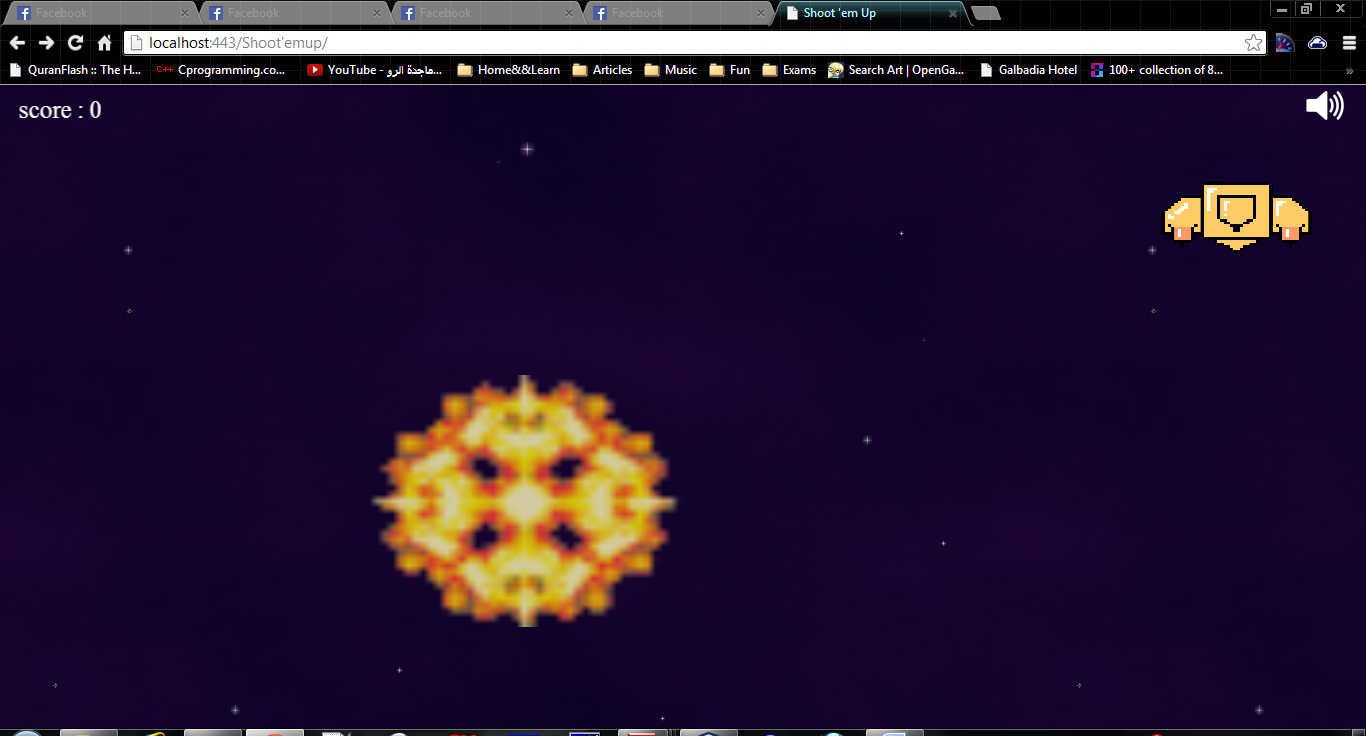 Facebook Facebook Facebook Facebook Shoot 'em Up
localhost:443/Shoot'emup/
QuranFlash :: The H... Cprogramming.co... YouTube - ماجدة الرو... Home&&Learn Articles Music Fun Exams Search Art | OpenGa... Galbadia Hotel 100+ collection of 8...
score : 0